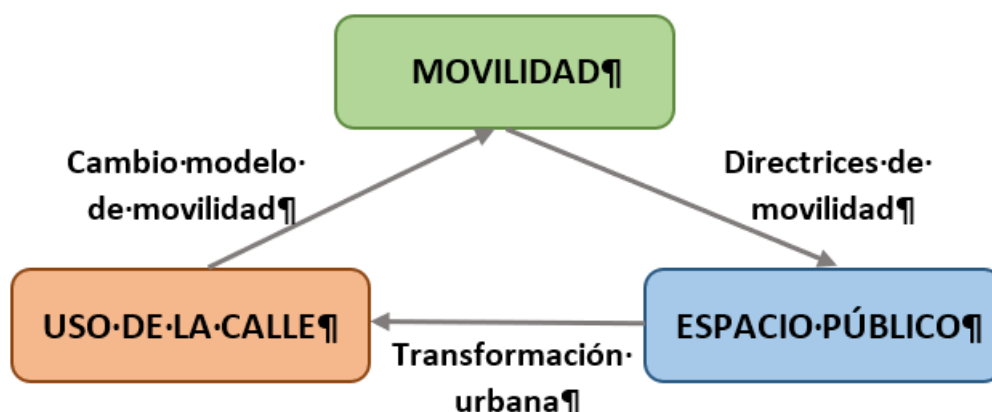 MOVILIDAD¶
Cambio·modelo·
de·movilidad¶
Directrices·de·
movilidad¶
USO·DE·LA·CALLE¶
ESPACIO·PÚBLICO¶
Transformación·
urbana¶